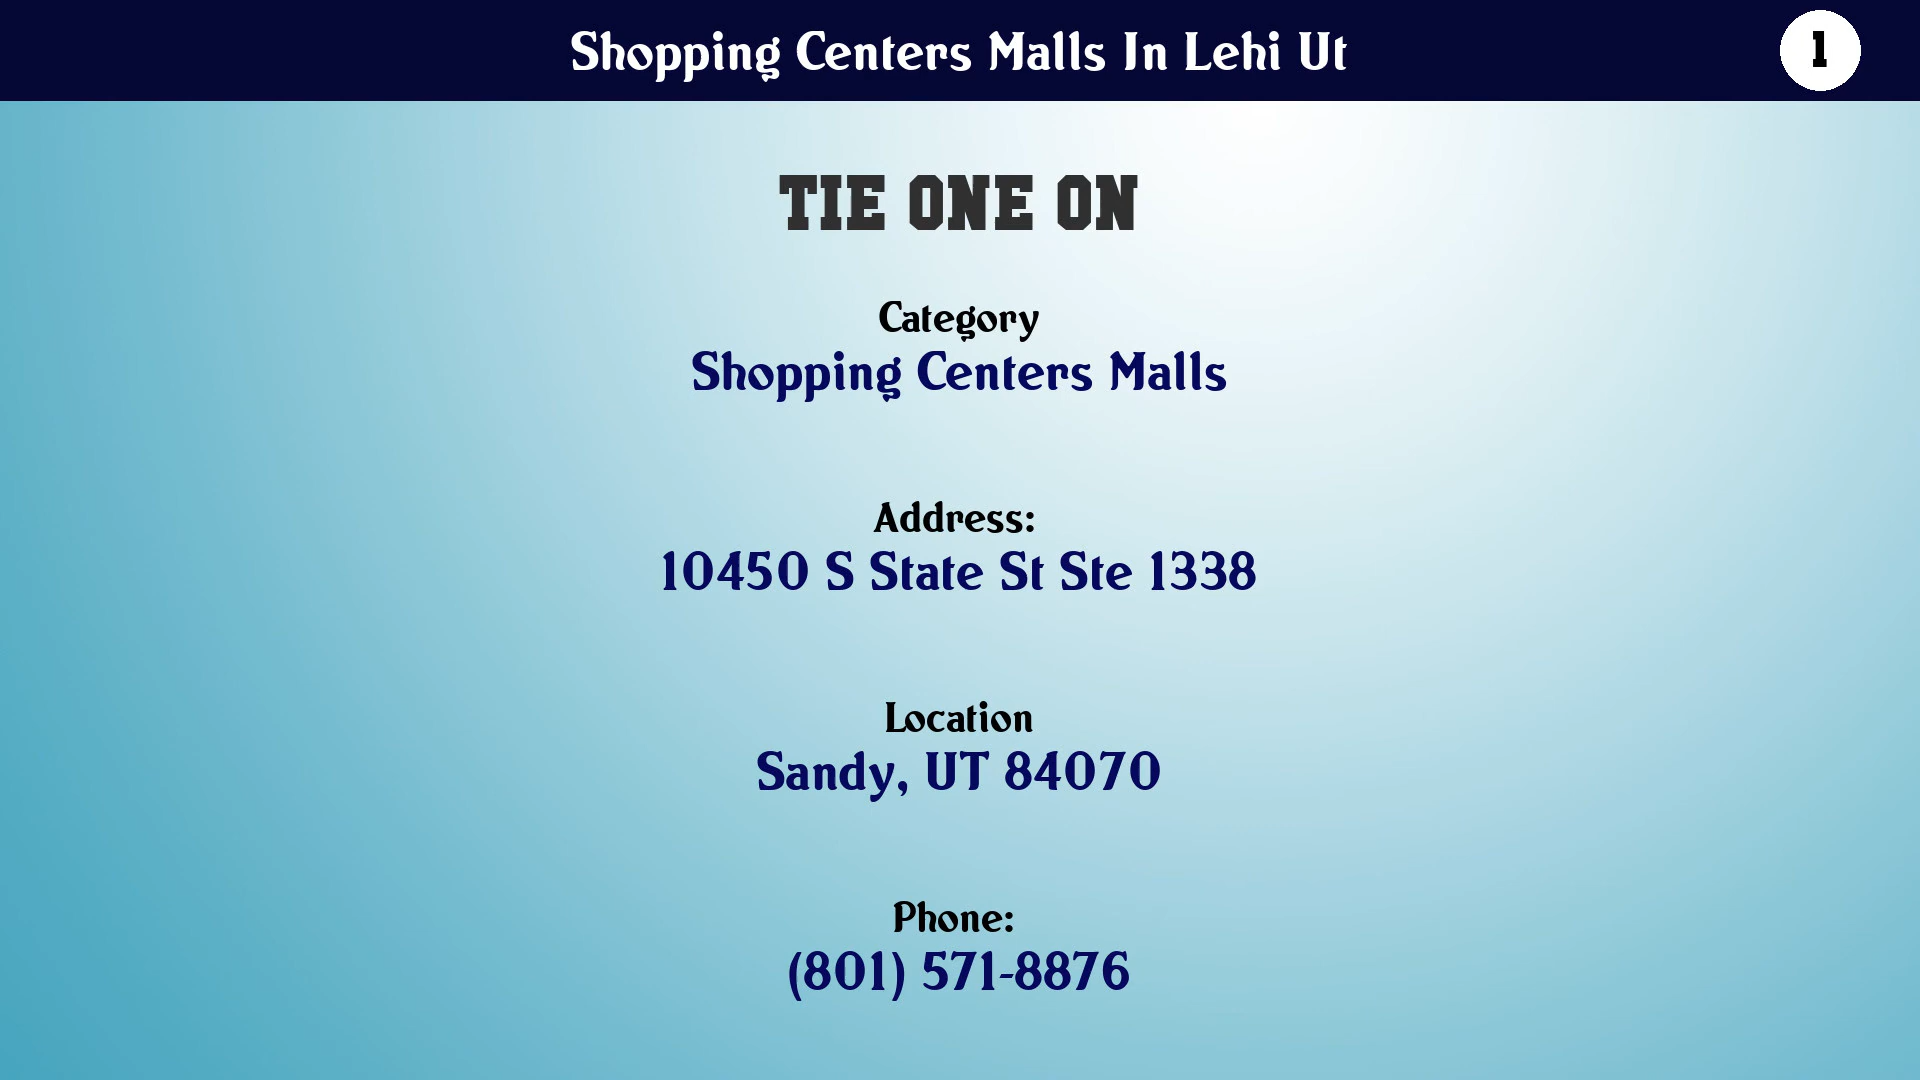 Shopping Centers Malls In Lehi Ut
1
TIE ONE ON
Category
Shopping Centers Malls
Address:
10450 S State St Ste 1338
Location
Sandy, UT 84070
Phone:
(801) 571-8876